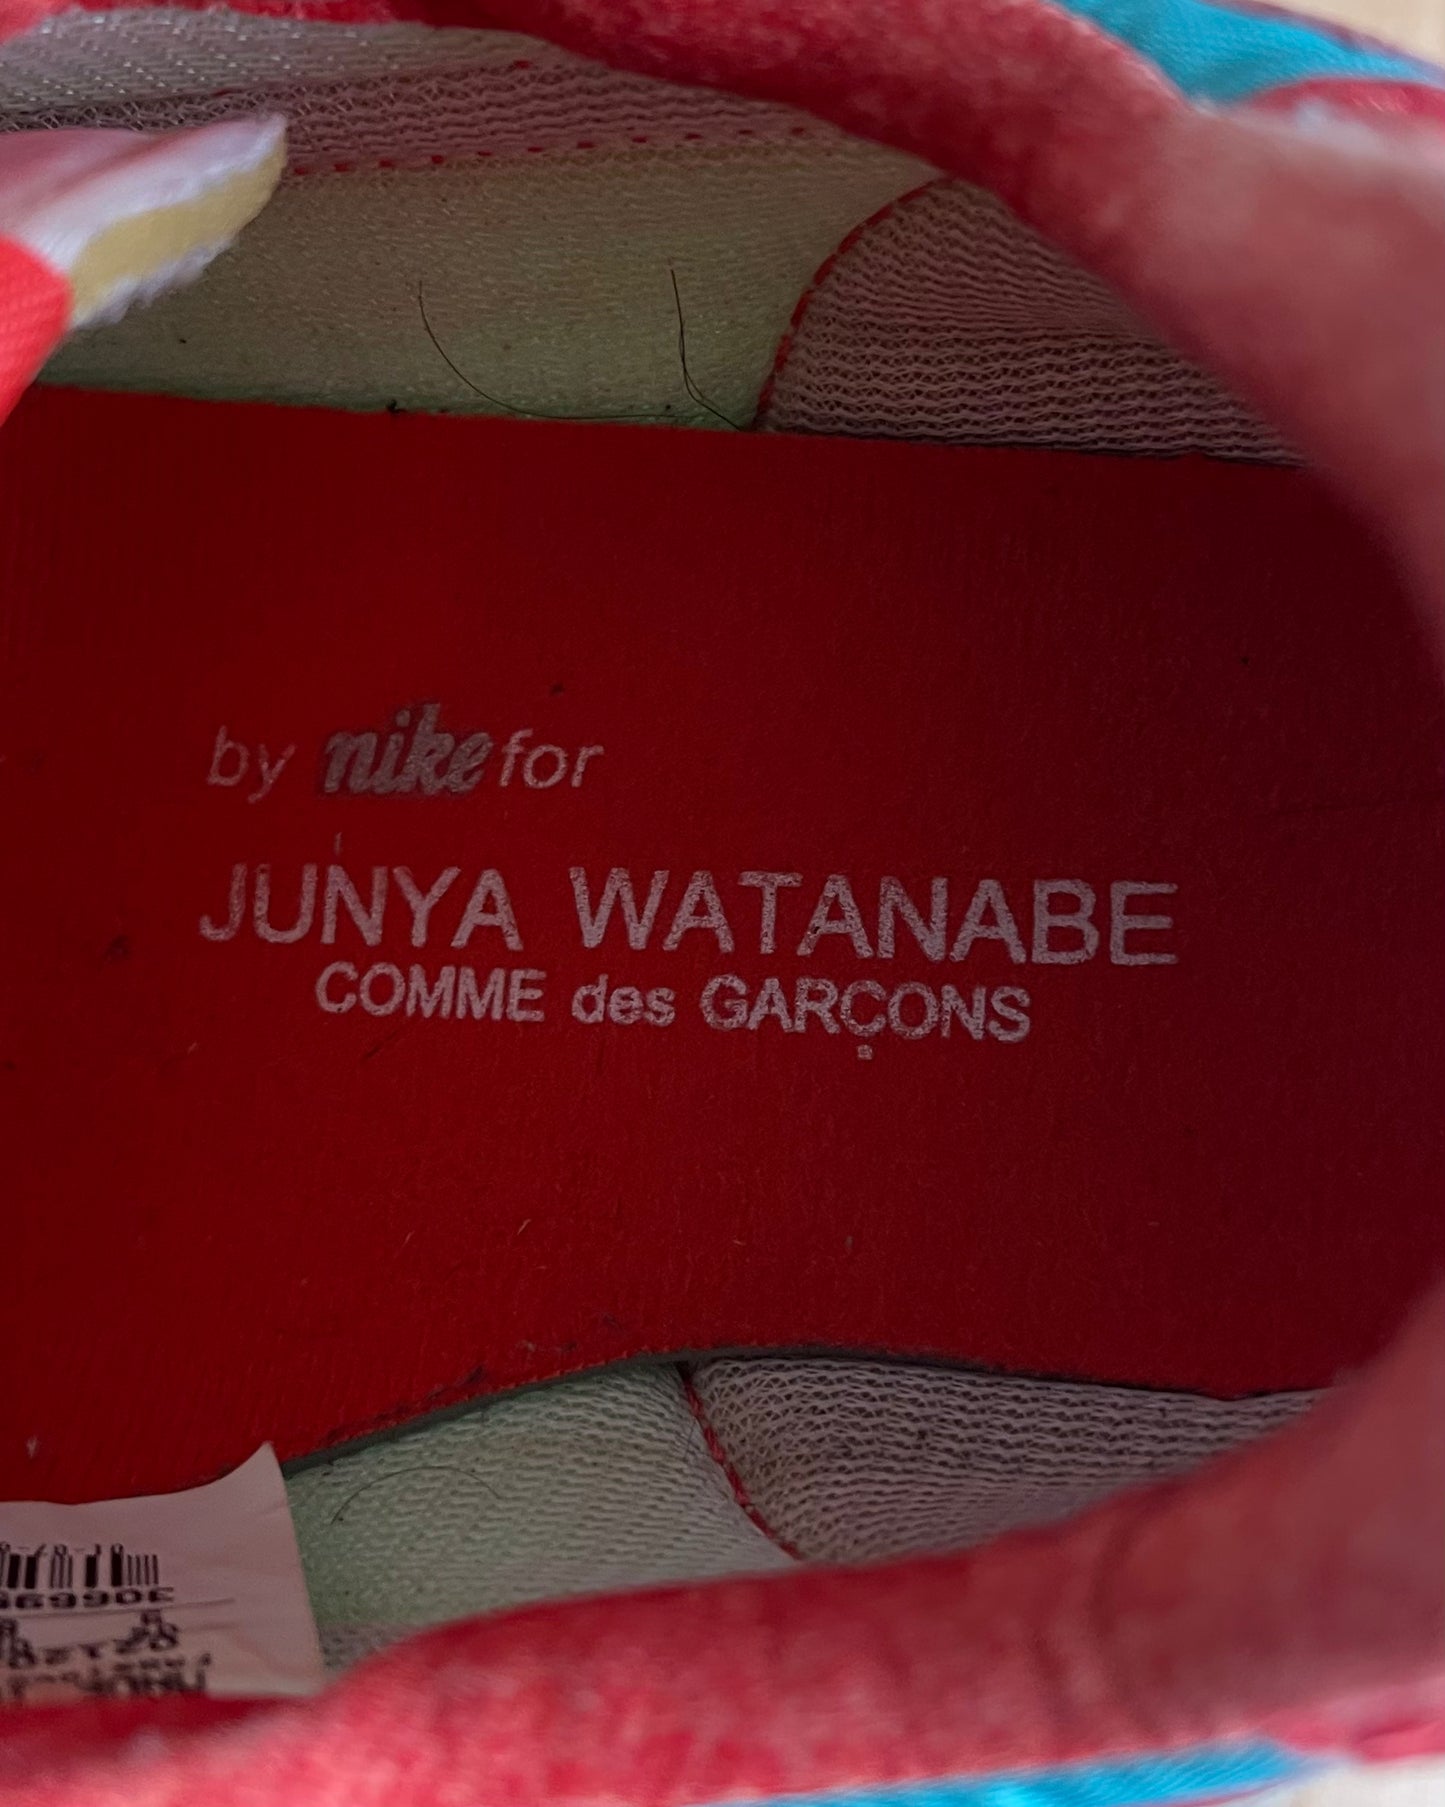 by nike for
JUNYA WATANABE
COMME des GARÇONS